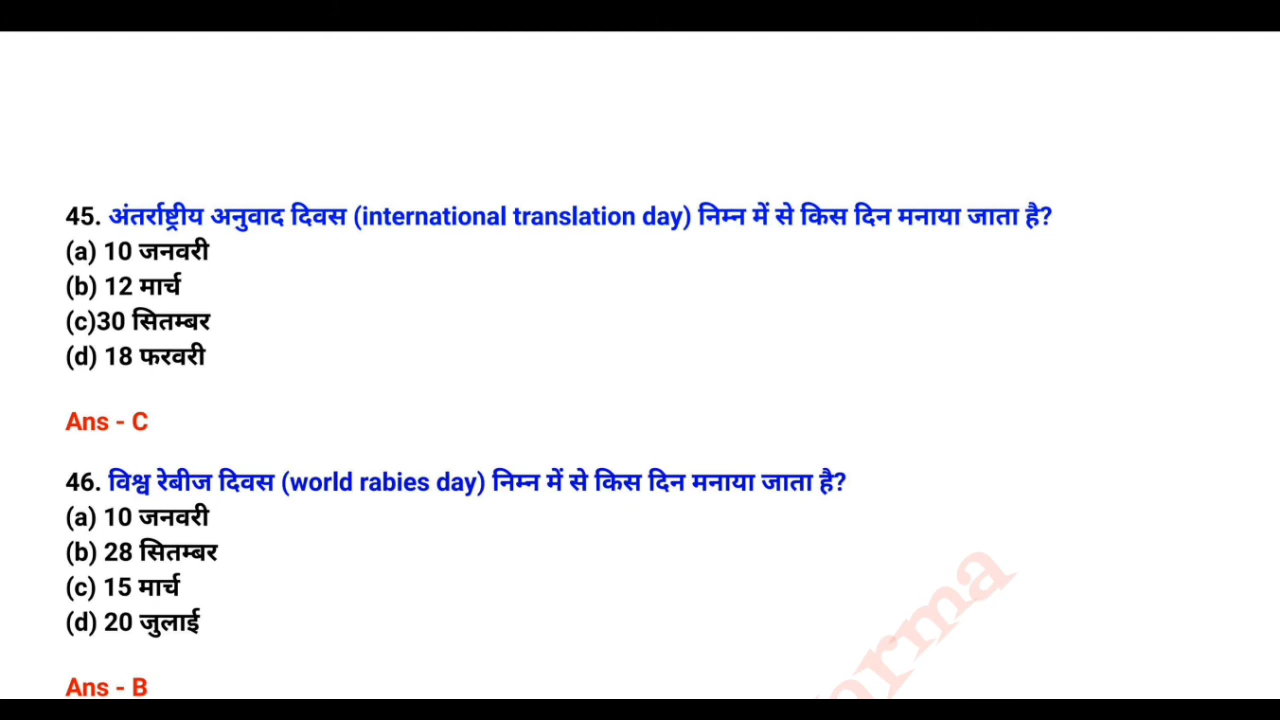 45. अंतर्राष्ट्रीय अनुवाद दिवस (international translation day) निम्न में से किस दिन मनाया जाता है?
(a) 10 जनवरी
(b) 12 मार्च
(c)30 सितम्बर
(d) 18 फरवरी
Ans - C
46. विश्व रेबीज दिवस (world rabies day) निम्न में से किस दिन मनाया जाता है?
(a) 10 जनवरी
(b) 28 सितम्बर
(c) 15 मार्च
(d) 20 जुलाई
Ans - B